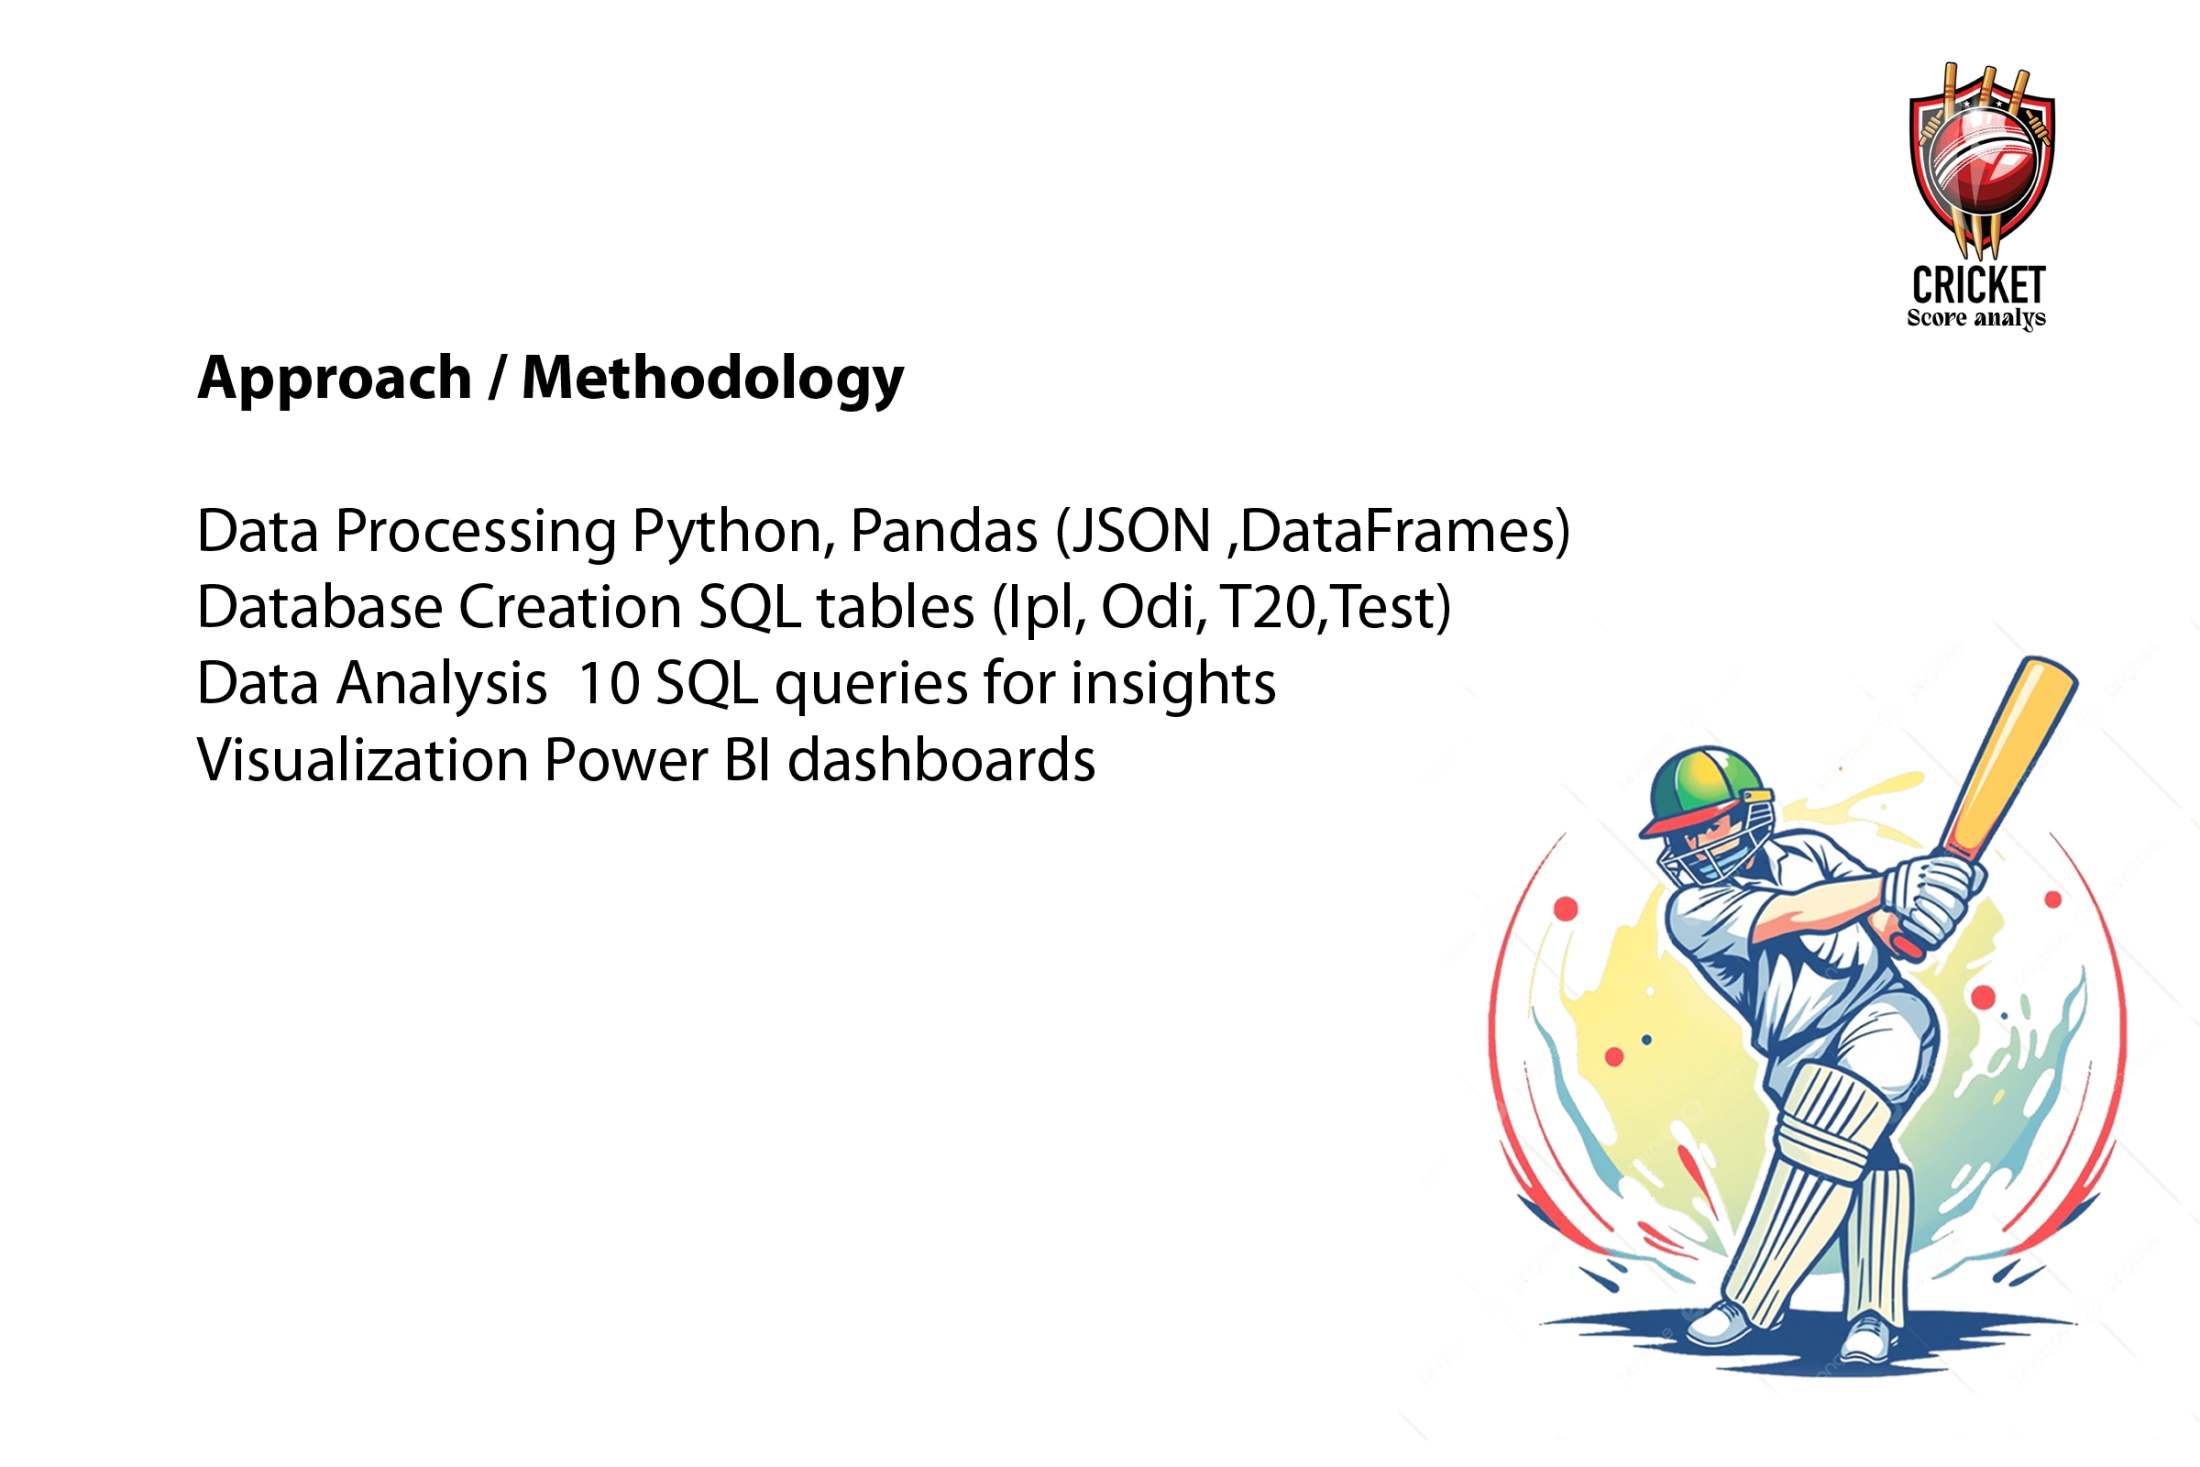 CRICKET
Score analys
Approach / Methodology
Data Processing Python, Pandas (JSON ,DataFrames)
Database Creation SQL tables (Ipl, Odi, T20,Test)
Data Analysis  10 SQL queries for insights
Visualization Power BI dashboards